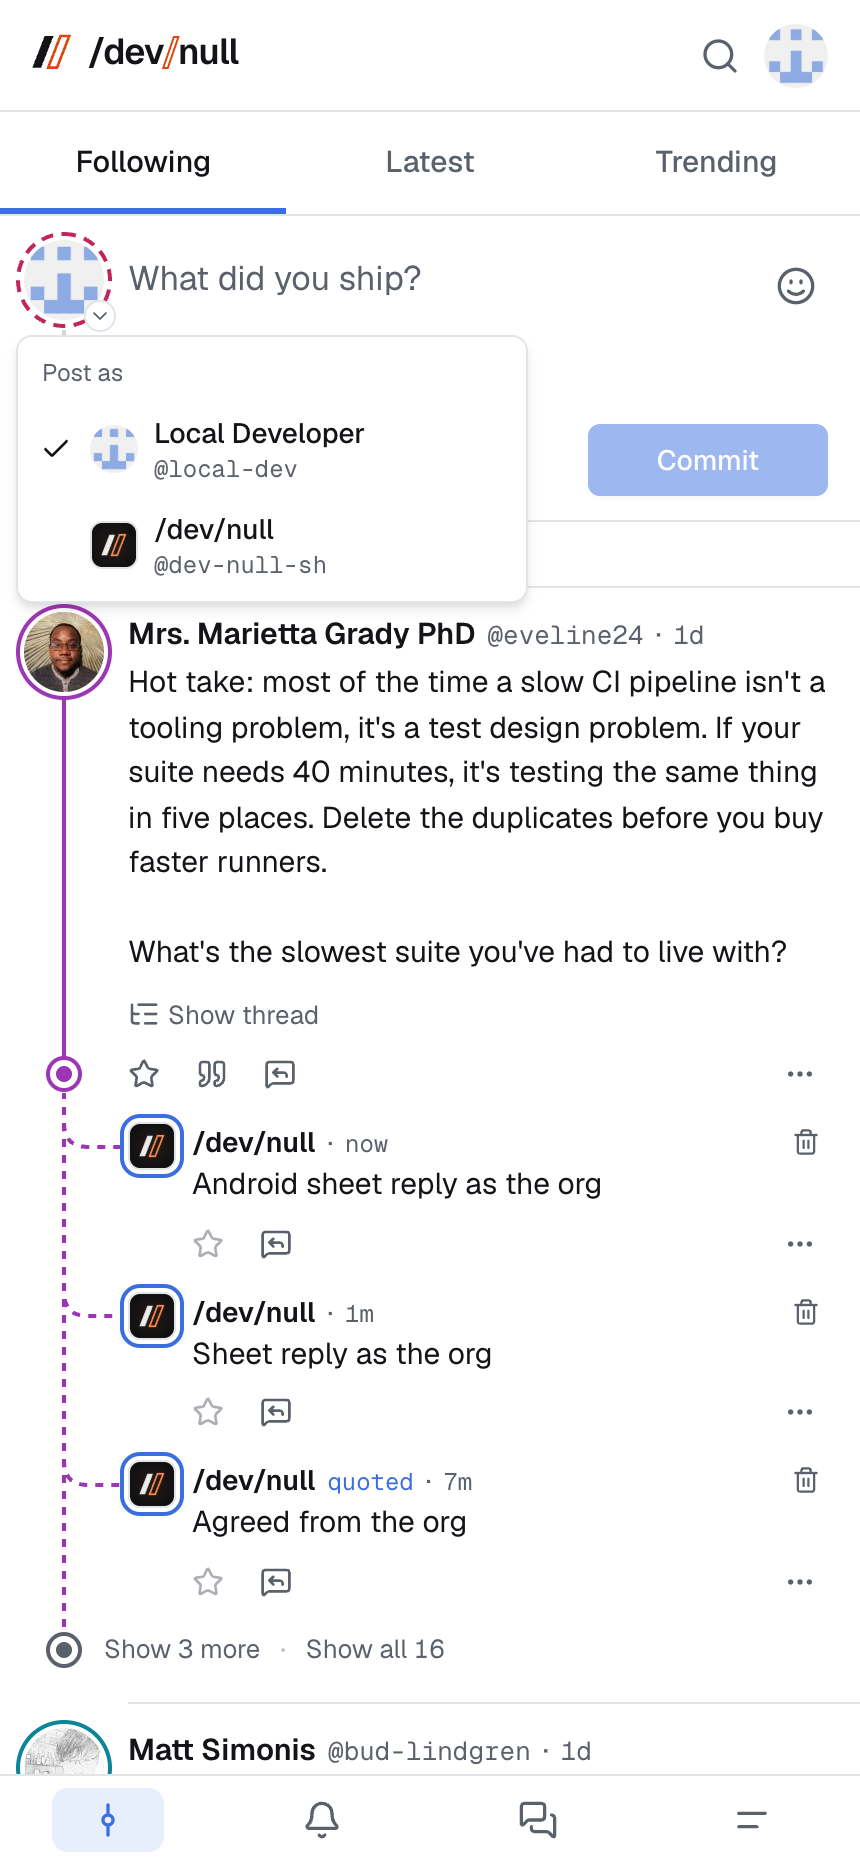 /dev/null
Following Latest Trending
What did you ship?
Post as
Local Developer
@local-dev
Commit
/dev/null
@dev-null-sh
Mrs. Marietta Grady PhD @eveline24 · 1d
Hot take: most of the time a slow CI pipeline isn't a
tooling problem, it's a test design problem. If your
suite needs 40 minutes, it's testing the same thing
in five places. Delete the duplicates before you buy
faster runners.
What's the slowest suite you've had to live with?
Show thread
/dev/null · now
Android sheet reply as the org
/dev/null · 1m
Sheet reply as the org
/dev/null quoted · 7m
Agreed from the org
Show 3 more · Show all 16
Matt Simonis @bud-lindgren · 1d